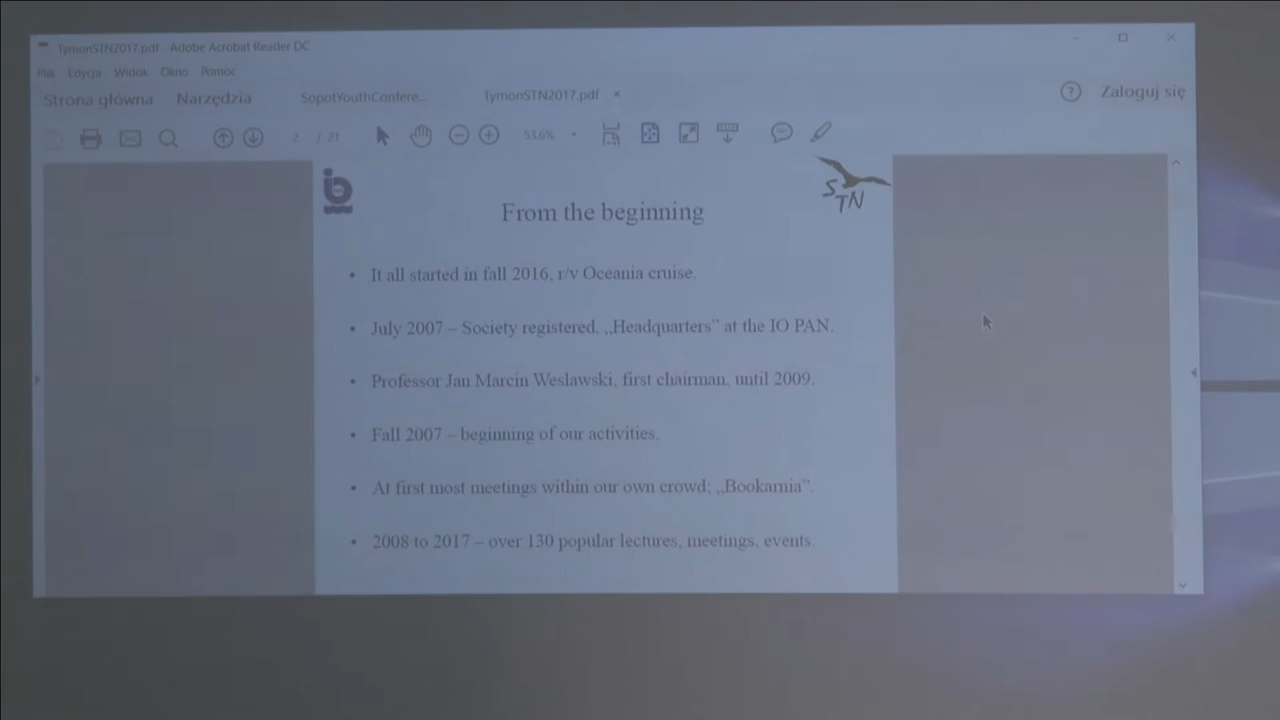 TymonSTN2017.pdf - Adobe Acrobat Reader DC
Plik Edycja Widok Okno Pomoc
Strona główna Narzędzia SopotYouthConfere... TymonSTN2017.pdf × ? Zaloguj się
2 / 21 53,6%
S
TN
From the beginning
• It all started in fall 2016, r/v Oceania cruise.
• July 2007 – Society registered, „Headquarters” at the IO PAN.
• Professor Jan Marcin Weslawski, first chairman, until 2009.
• Fall 2007 – beginning of our activities.
• At first most meetings within our own crowd; „Bookarnia”.
• 2008 to 2017 – over 130 popular lectures, meetings, events.